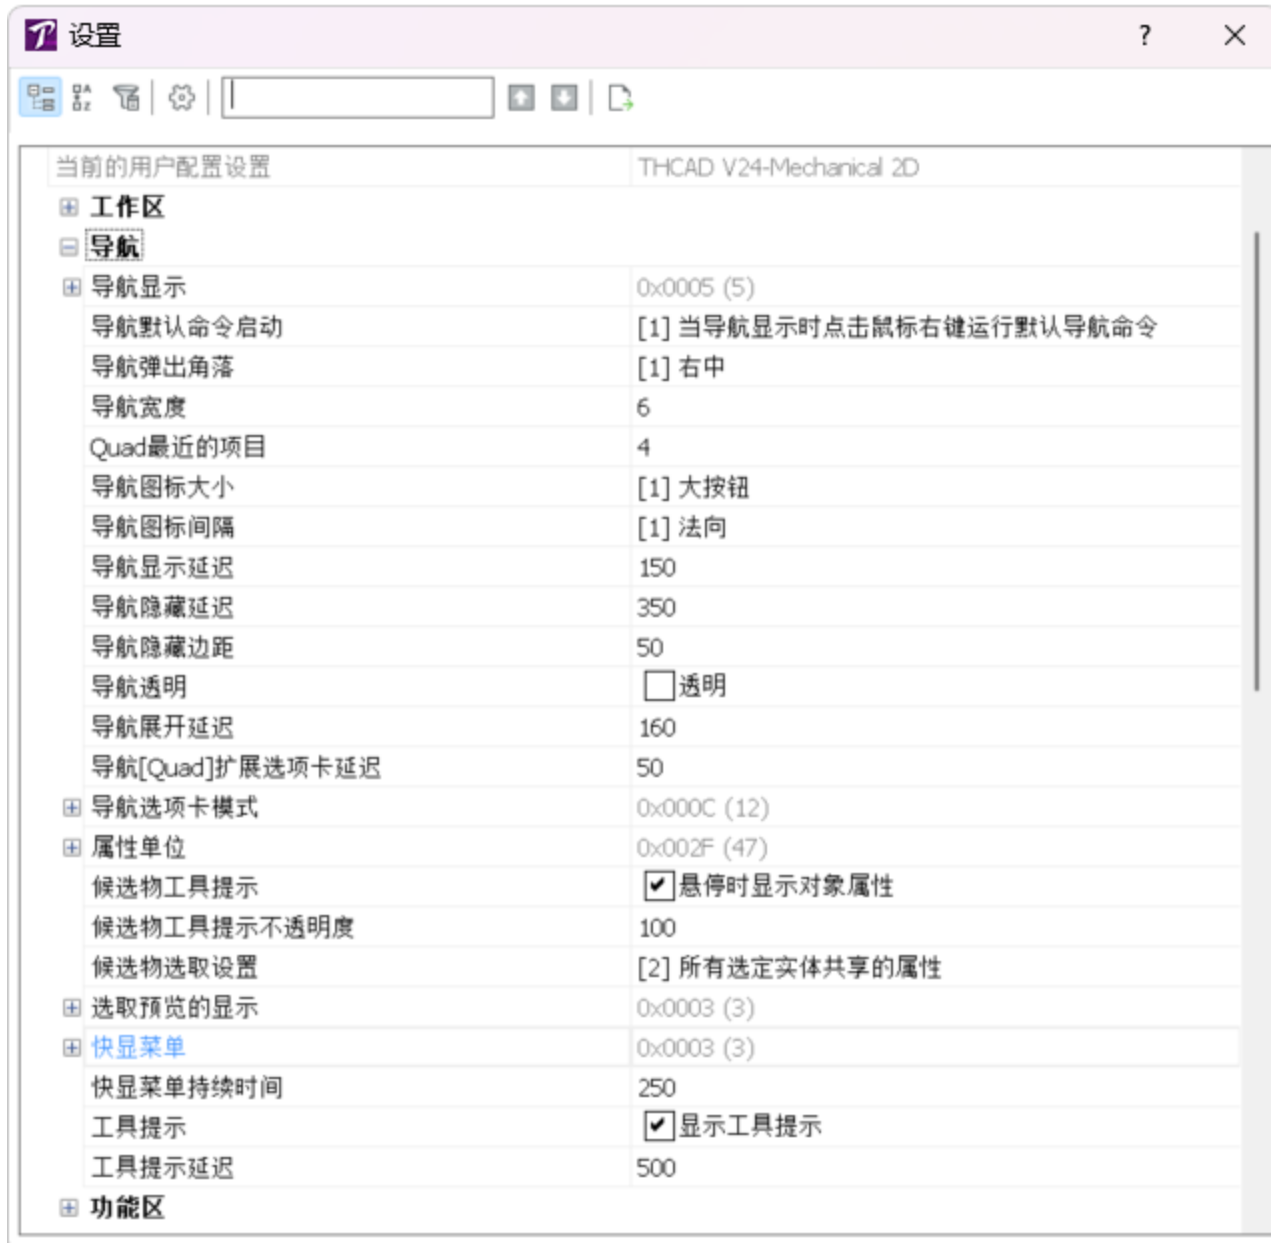 设置
当前的用户配置设置 THCAD V24-Mechanical 2D
工作区
导航
导航显示 0x0005 (5)
导航默认命令启动 [1] 当导航显示时点击鼠标右键运行默认导航命令
导航弹出角落 [1] 右中
导航宽度 6
Quad最近的项目 4
导航图标大小 [1] 大按钮
导航图标间隔 [1] 法向
导航显示延迟 150
导航隐藏延迟 350
导航隐藏边距 50
导航透明 透明
导航展开延迟 160
导航[Quad]扩展选项卡延迟 50
导航选项卡模式 0x000C (12)
属性单位 0x002F (47)
候选物工具提示 悬停时显示对象属性
候选物工具提示不透明度 100
候选物选取设置 [2] 所有选定实体共享的属性
选取预览的显示 0x0003 (3)
快显菜单 0x0003 (3)
快显菜单持续时间 250
工具提示 显示工具提示
工具提示延迟 500
功能区